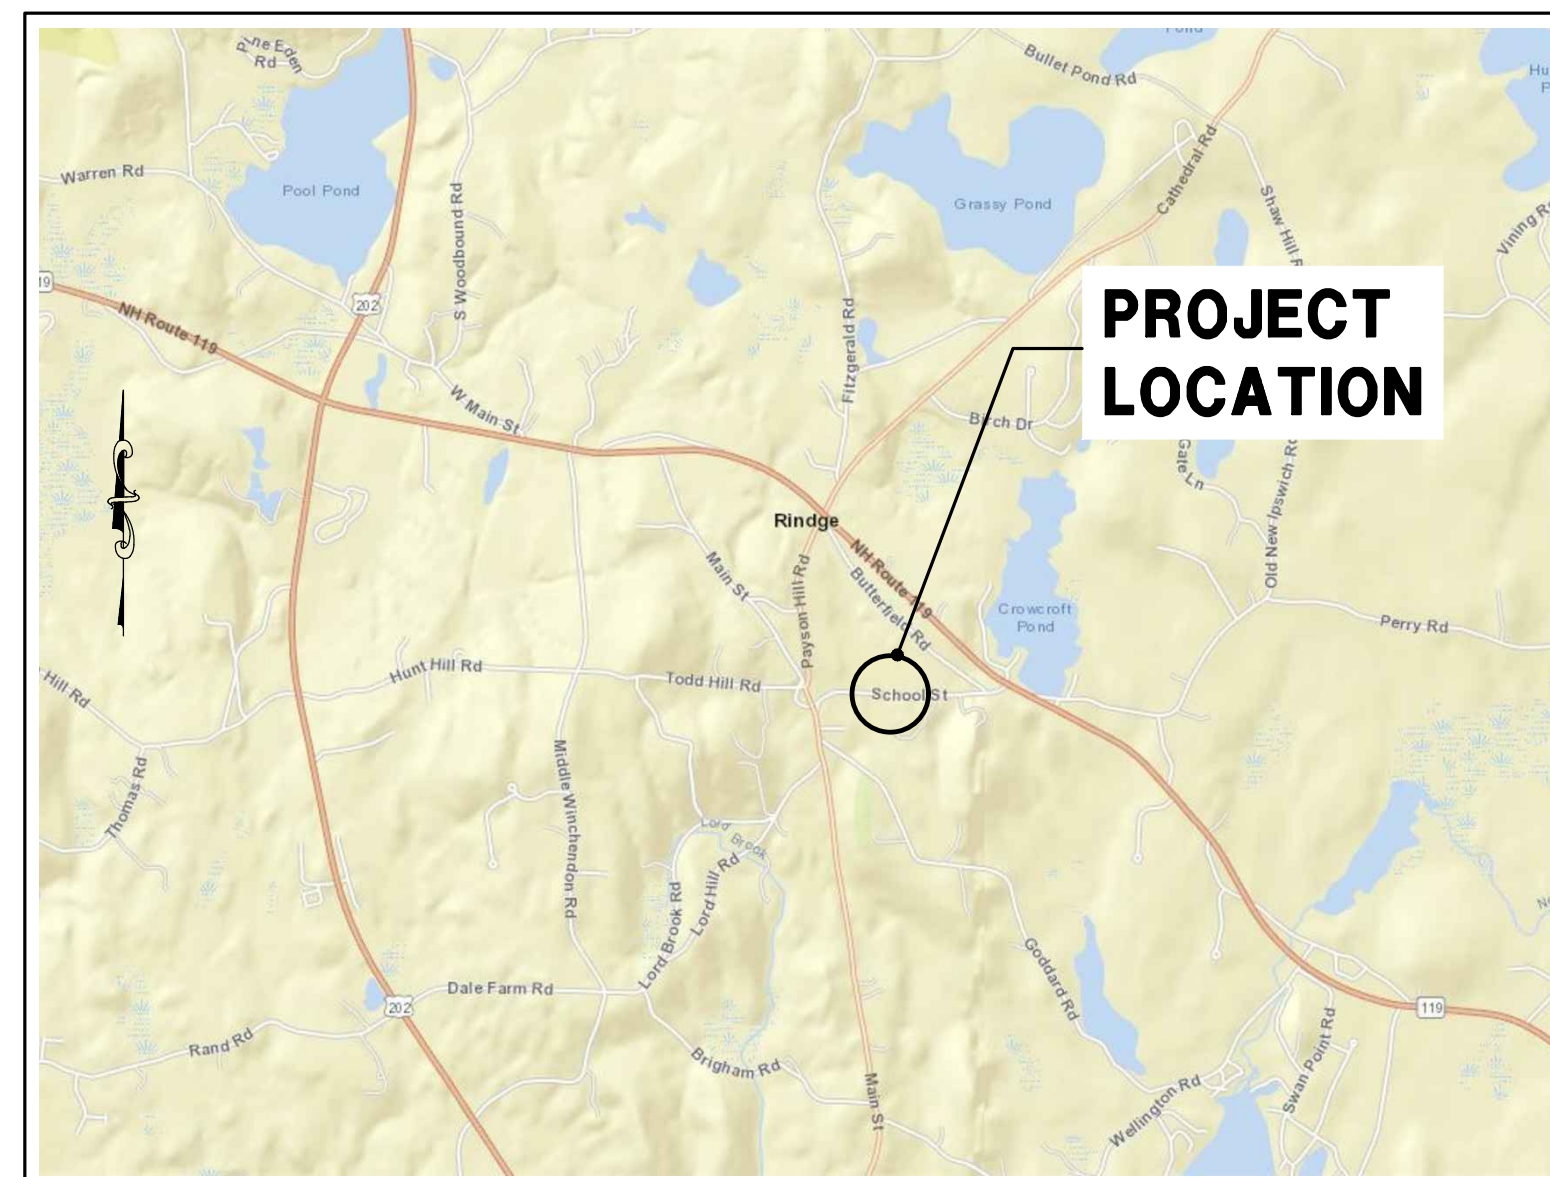 Pine Eden
Rd
Pond
Bullet Pond Rd
Warren Rd
Pool Pond
S Woodbound Rd
Grassy Pond
Cathedral Rd
Shaw Hill R
Vining Rd
19
NH Route 119
202
PROJECT
LOCATION
Fitzgerald Rd
W Main St
Birch Dr
Gate Ln
Old New Ipswich Rd
Rindge
Main St
Payson Hill Rd
NH Route 119
Butterfield Rd
Crowcroft
Pond
Perry Rd
Hill Rd
Hunt Hill Rd
Todd Hill Rd
School St
Thomas Rd
Middle Winchendon Rd
Lord Brook
Lord Brook Rd
Lord Hill Rd
Dale Farm Rd
202
Goddard Rd
119
Rand Rd
Brigham Rd
Main St
Wellington Rd
Swan Point Rd